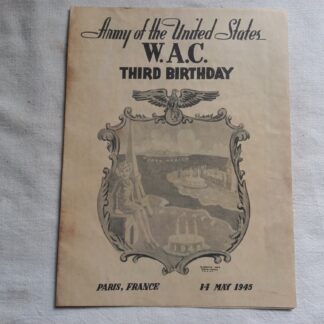 Army of the United States
W.A.C.
THIRD BIRTHDAY
PARIS, FRANCE 14 MAY 1945